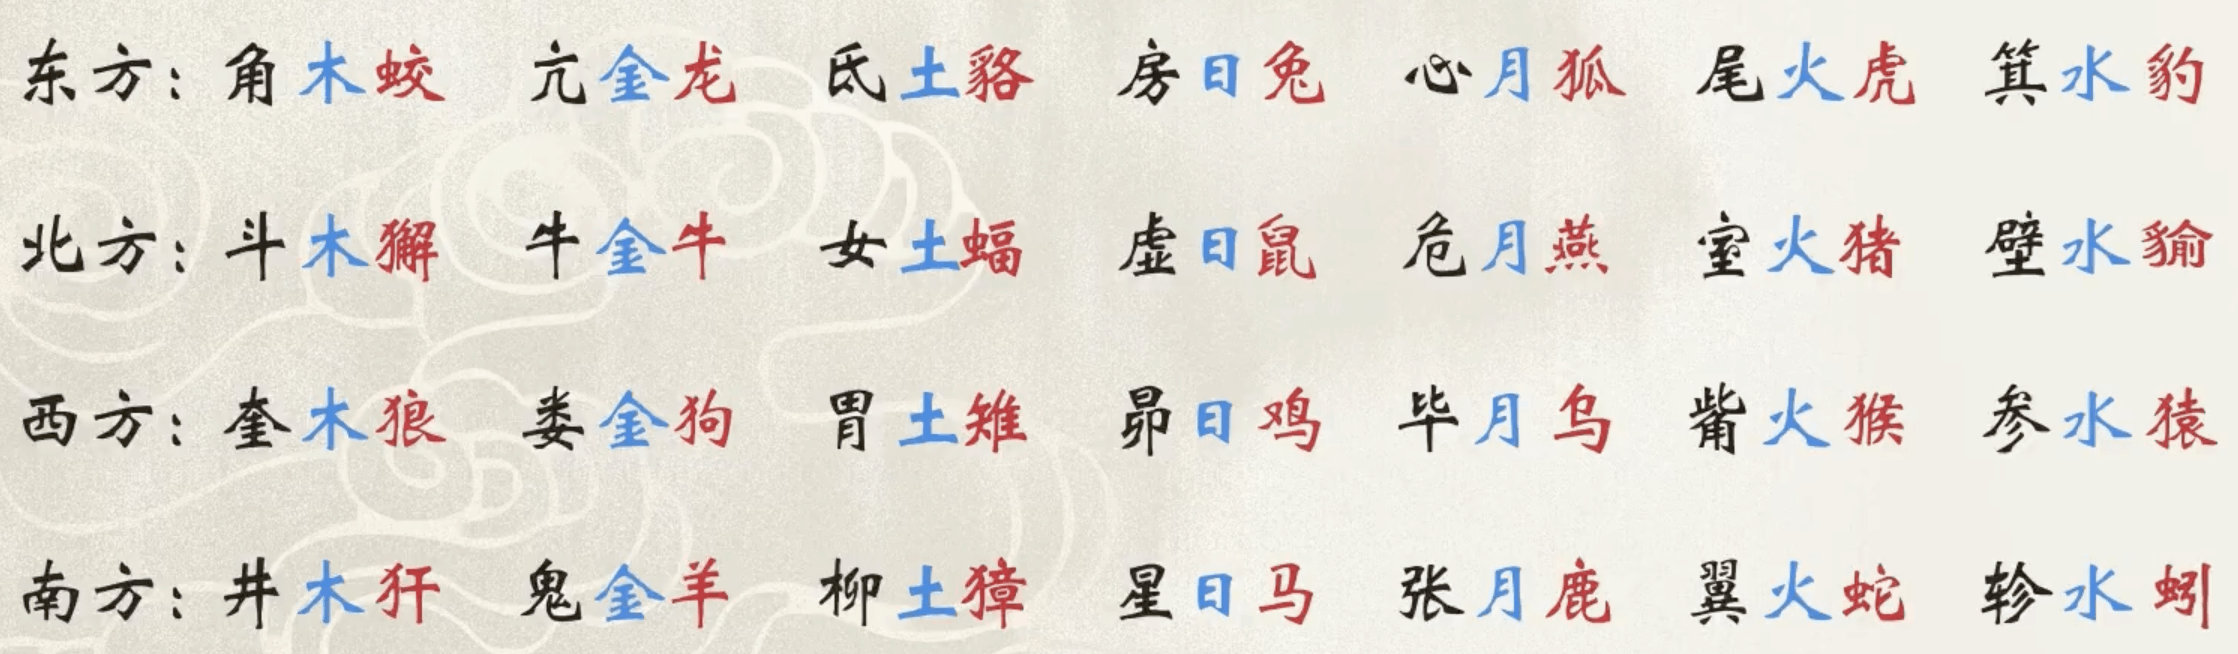 东方：角木蛟 亢金龙 氐土貉 房日兔 心月狐 尾火虎 箕水豹
北方：斗木獬 牛金牛 女土蝠 虚日鼠 危月燕 室火猪 壁水貐
西方：奎木狼 娄金狗 胃土雉 昴日鸡 毕月乌 觜火猴 参水猿
南方：井木犴 鬼金羊 柳土獐 星日马 张月鹿 翼火蛇 轸水蚓